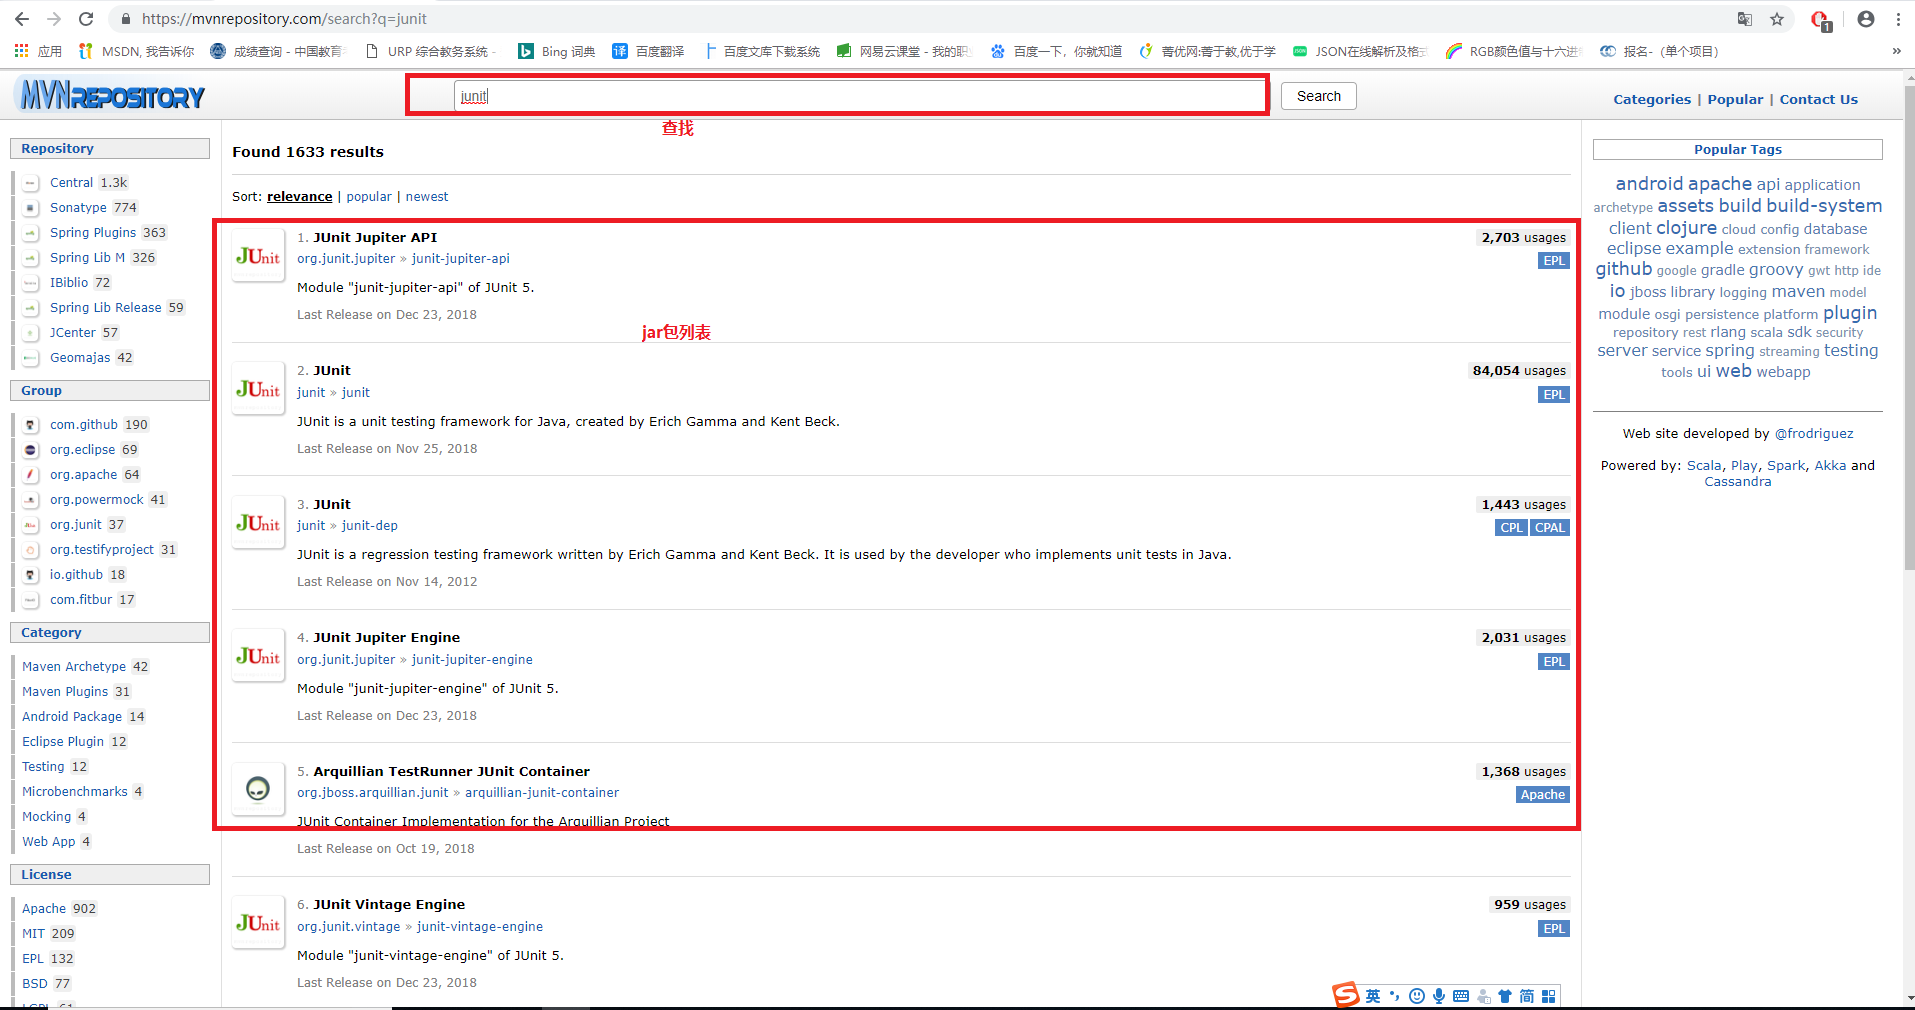 https://mvnrepository.com/search?q=junit
1
应用
MSDN, 我告诉你
成绩查询 - 中国教育
URP 综合教务系统 -
Bing 词典
百度翻译
百度文库下载系统
网易云课堂 - 我的职
百度一下，你就知道
菁优网:菁于教,优于学
JSON在线解析及格式
RGB颜色值与十六进
报名-（单个项目）
»
MVNREPOSITORY
junit
Search
Categories | Popular | Contact Us
查找
Repository
Central 1.3k
Sonatype 774
Spring Plugins 363
Spring Lib M 326
IBiblio 72
Spring Lib Release 59
JCenter 57
Geomajas 42
Group
com.github 190
org.eclipse 69
org.apache 64
org.powermock 41
org.junit 37
org.testifyproject 31
io.github 18
com.fitbur 17
Category
Maven Archetype 42
Maven Plugins 31
Android Package 14
Eclipse Plugin 12
Testing 12
Microbenchmarks 4
Mocking 4
Web App 4
License
Apache 902
MIT 209
EPL 132
BSD 77
LGPL 61
Found 1633 results
Sort: relevance | popular | newest
JUnit
1. JUnit Jupiter API
2,703 usages
org.junit.jupiter » junit-jupiter-api
EPL
Module "junit-jupiter-api" of JUnit 5.
Last Release on Dec 23, 2018
jar包列表
JUnit
2. JUnit
84,054 usages
junit » junit
EPL
JUnit is a unit testing framework for Java, created by Erich Gamma and Kent Beck.
Last Release on Nov 25, 2018
JUnit
3. JUnit
1,443 usages
junit » junit-dep
CPL CPAL
JUnit is a regression testing framework written by Erich Gamma and Kent Beck. It is used by the developer who implements unit tests in Java.
Last Release on Nov 14, 2012
JUnit
4. JUnit Jupiter Engine
2,031 usages
org.junit.jupiter » junit-jupiter-engine
EPL
Module "junit-jupiter-engine" of JUnit 5.
Last Release on Dec 23, 2018
5. Arquillian TestRunner JUnit Container
1,368 usages
org.jboss.arquillian.junit » arquillian-junit-container
Apache
JUnit Container Implementation for the Arquillian Project
Last Release on Oct 19, 2018
JUnit
6. JUnit Vintage Engine
959 usages
org.junit.vintage » junit-vintage-engine
EPL
Module "junit-vintage-engine" of JUnit 5.
Last Release on Dec 23, 2018
Popular Tags
android apache api application
archetype assets build build-system
client clojure cloud config database
eclipse example extension framework
github google gradle groovy gwt http ide
io jboss library logging maven model
module osgi persistence platform plugin
repository rest rlang scala sdk security
server service spring streaming testing
tools ui web webapp
Web site developed by @frodriguez
Powered by: Scala, Play, Spark, Akka and
Cassandra
S 英 简